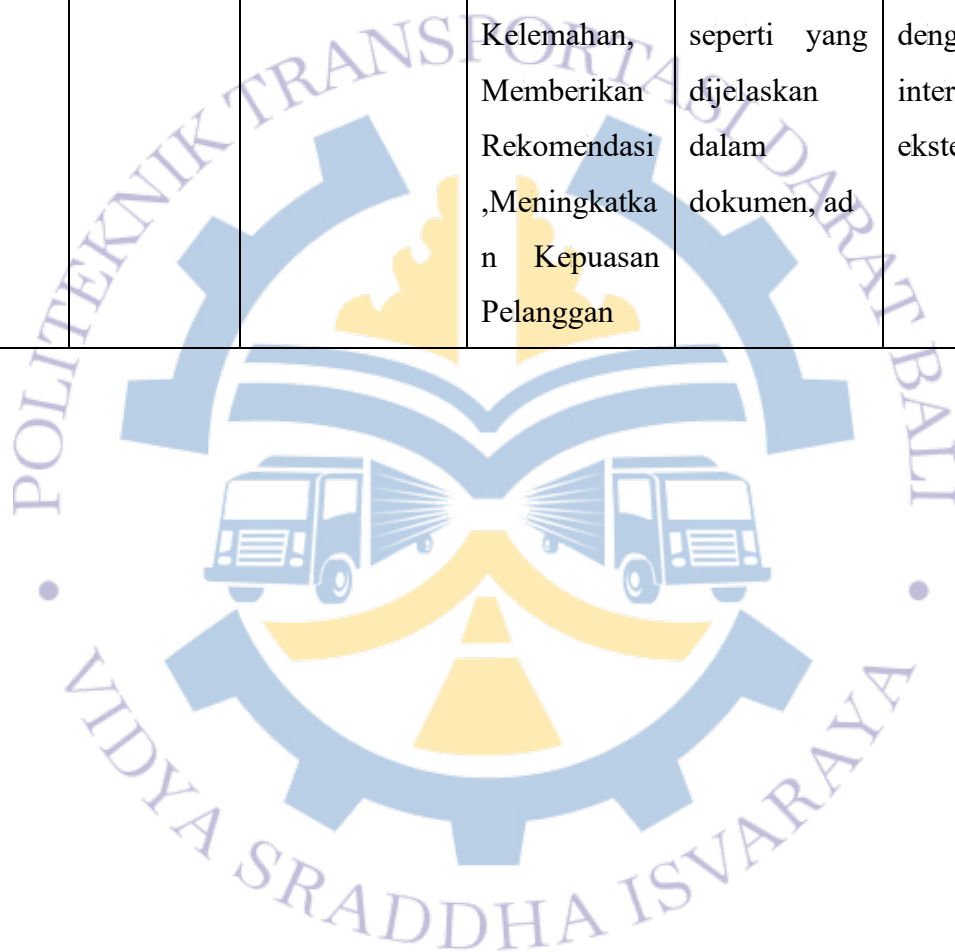 Kelemahan,
Memberikan
Rekomendasi
,Meningkatka
n Kepuasan
Pelanggan
seperti yang
dijelaskan
dalam
dokumen, ad
POLITEKNIK TRANSPORTASI DARAT BALI
VIDYA SRADDHA ISVARAYA